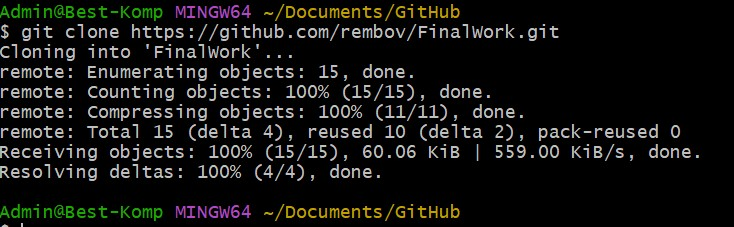 Admin@Best-Komp MINGW64 ~/Documents/GitHub
$ git clone https://github.com/rembov/FinalWork.git
Cloning into 'FinalWork'...
remote: Enumerating objects: 15, done.
remote: Counting objects: 100% (15/15), done.
remote: Compressing objects: 100% (11/11), done.
remote: Total 15 (delta 4), reused 10 (delta 2), pack-reused 0
Receiving objects: 100% (15/15), 60.06 KiB | 559.00 KiB/s, done.
Resolving deltas: 100% (4/4), done.
Admin@Best-Komp MINGW64 ~/Documents/GitHub